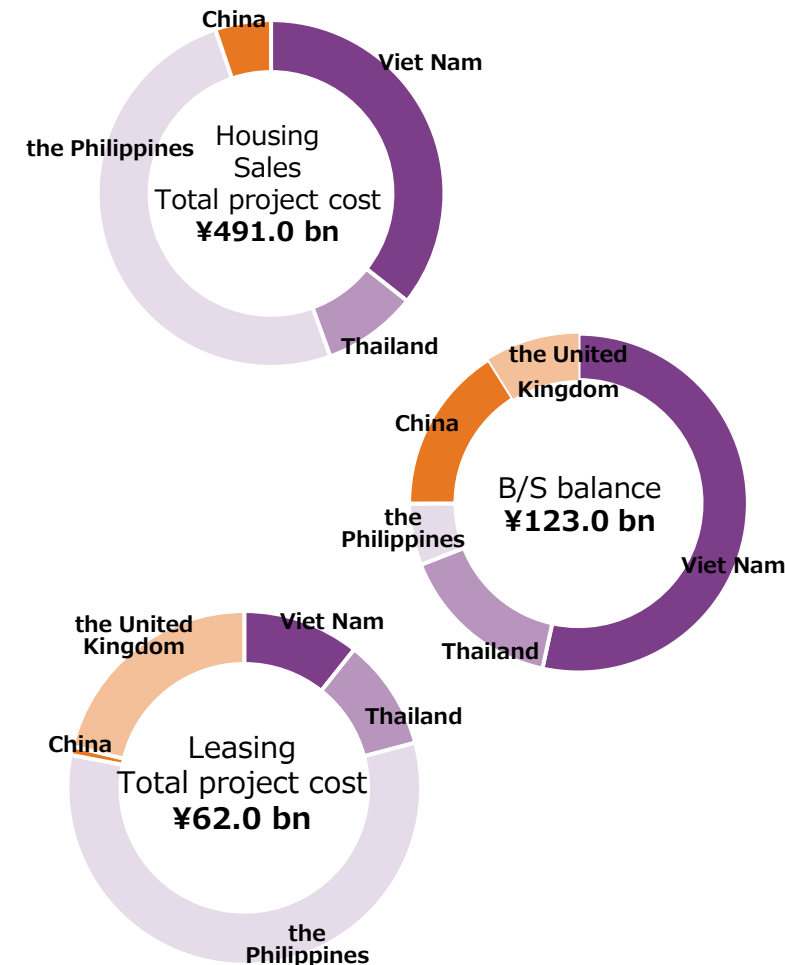 China
Viet Nam
the Philippines
Housing
Sales
Total project cost
¥491.0 bn
Thailand
the United
Kingdom
China
B/S balance
¥123.0 bn
the
Philippines
Viet Nam
Thailand
the United
Kingdom
Viet Nam
Thailand
China
Leasing
Total project cost
¥62.0 bn
the
Philippines